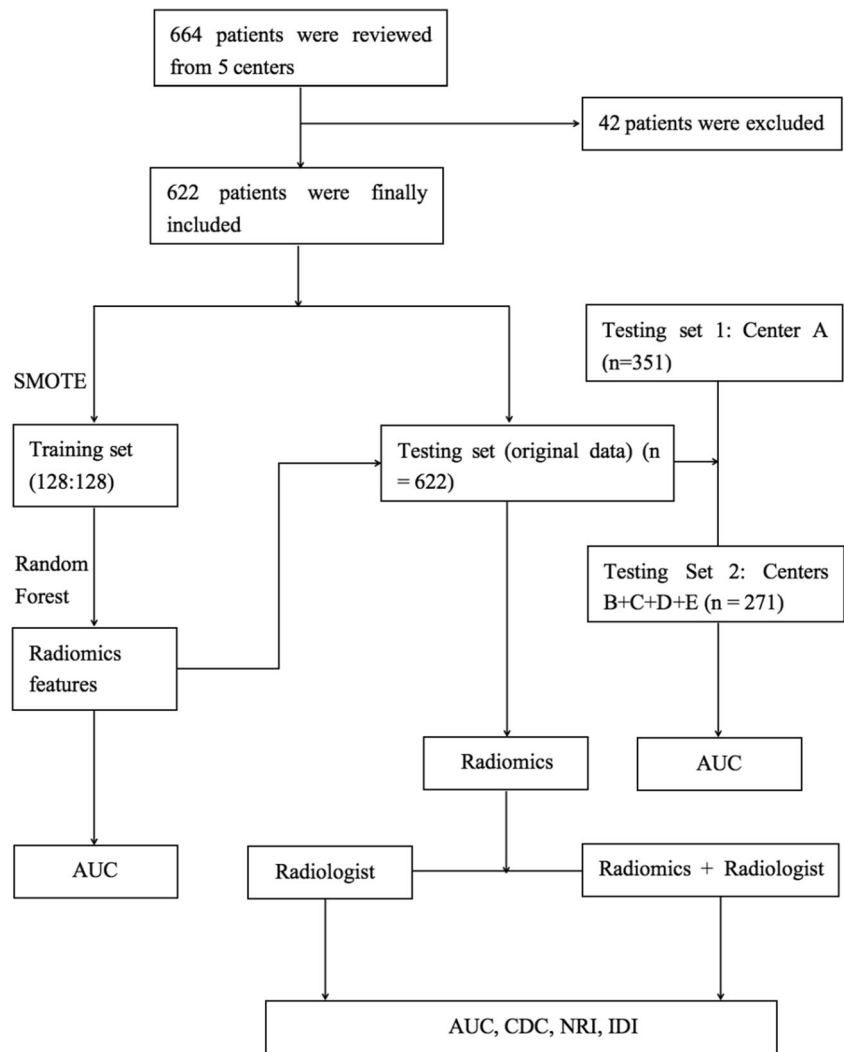 664 patients were reviewed
from 5 centers
42 patients were excluded
622 patients were finally
included
Testing set 1: Center A
(n=351)
SMOTE
Training set
(128:128)
Testing set (original data) (n
= 622)
Random
Forest
Testing Set 2: Centers
B+C+D+E (n = 271)
Radiomics
features
Radiomics
AUC
AUC
Radiologist
Radiomics + Radiologist
AUC, CDC, NRI, IDI